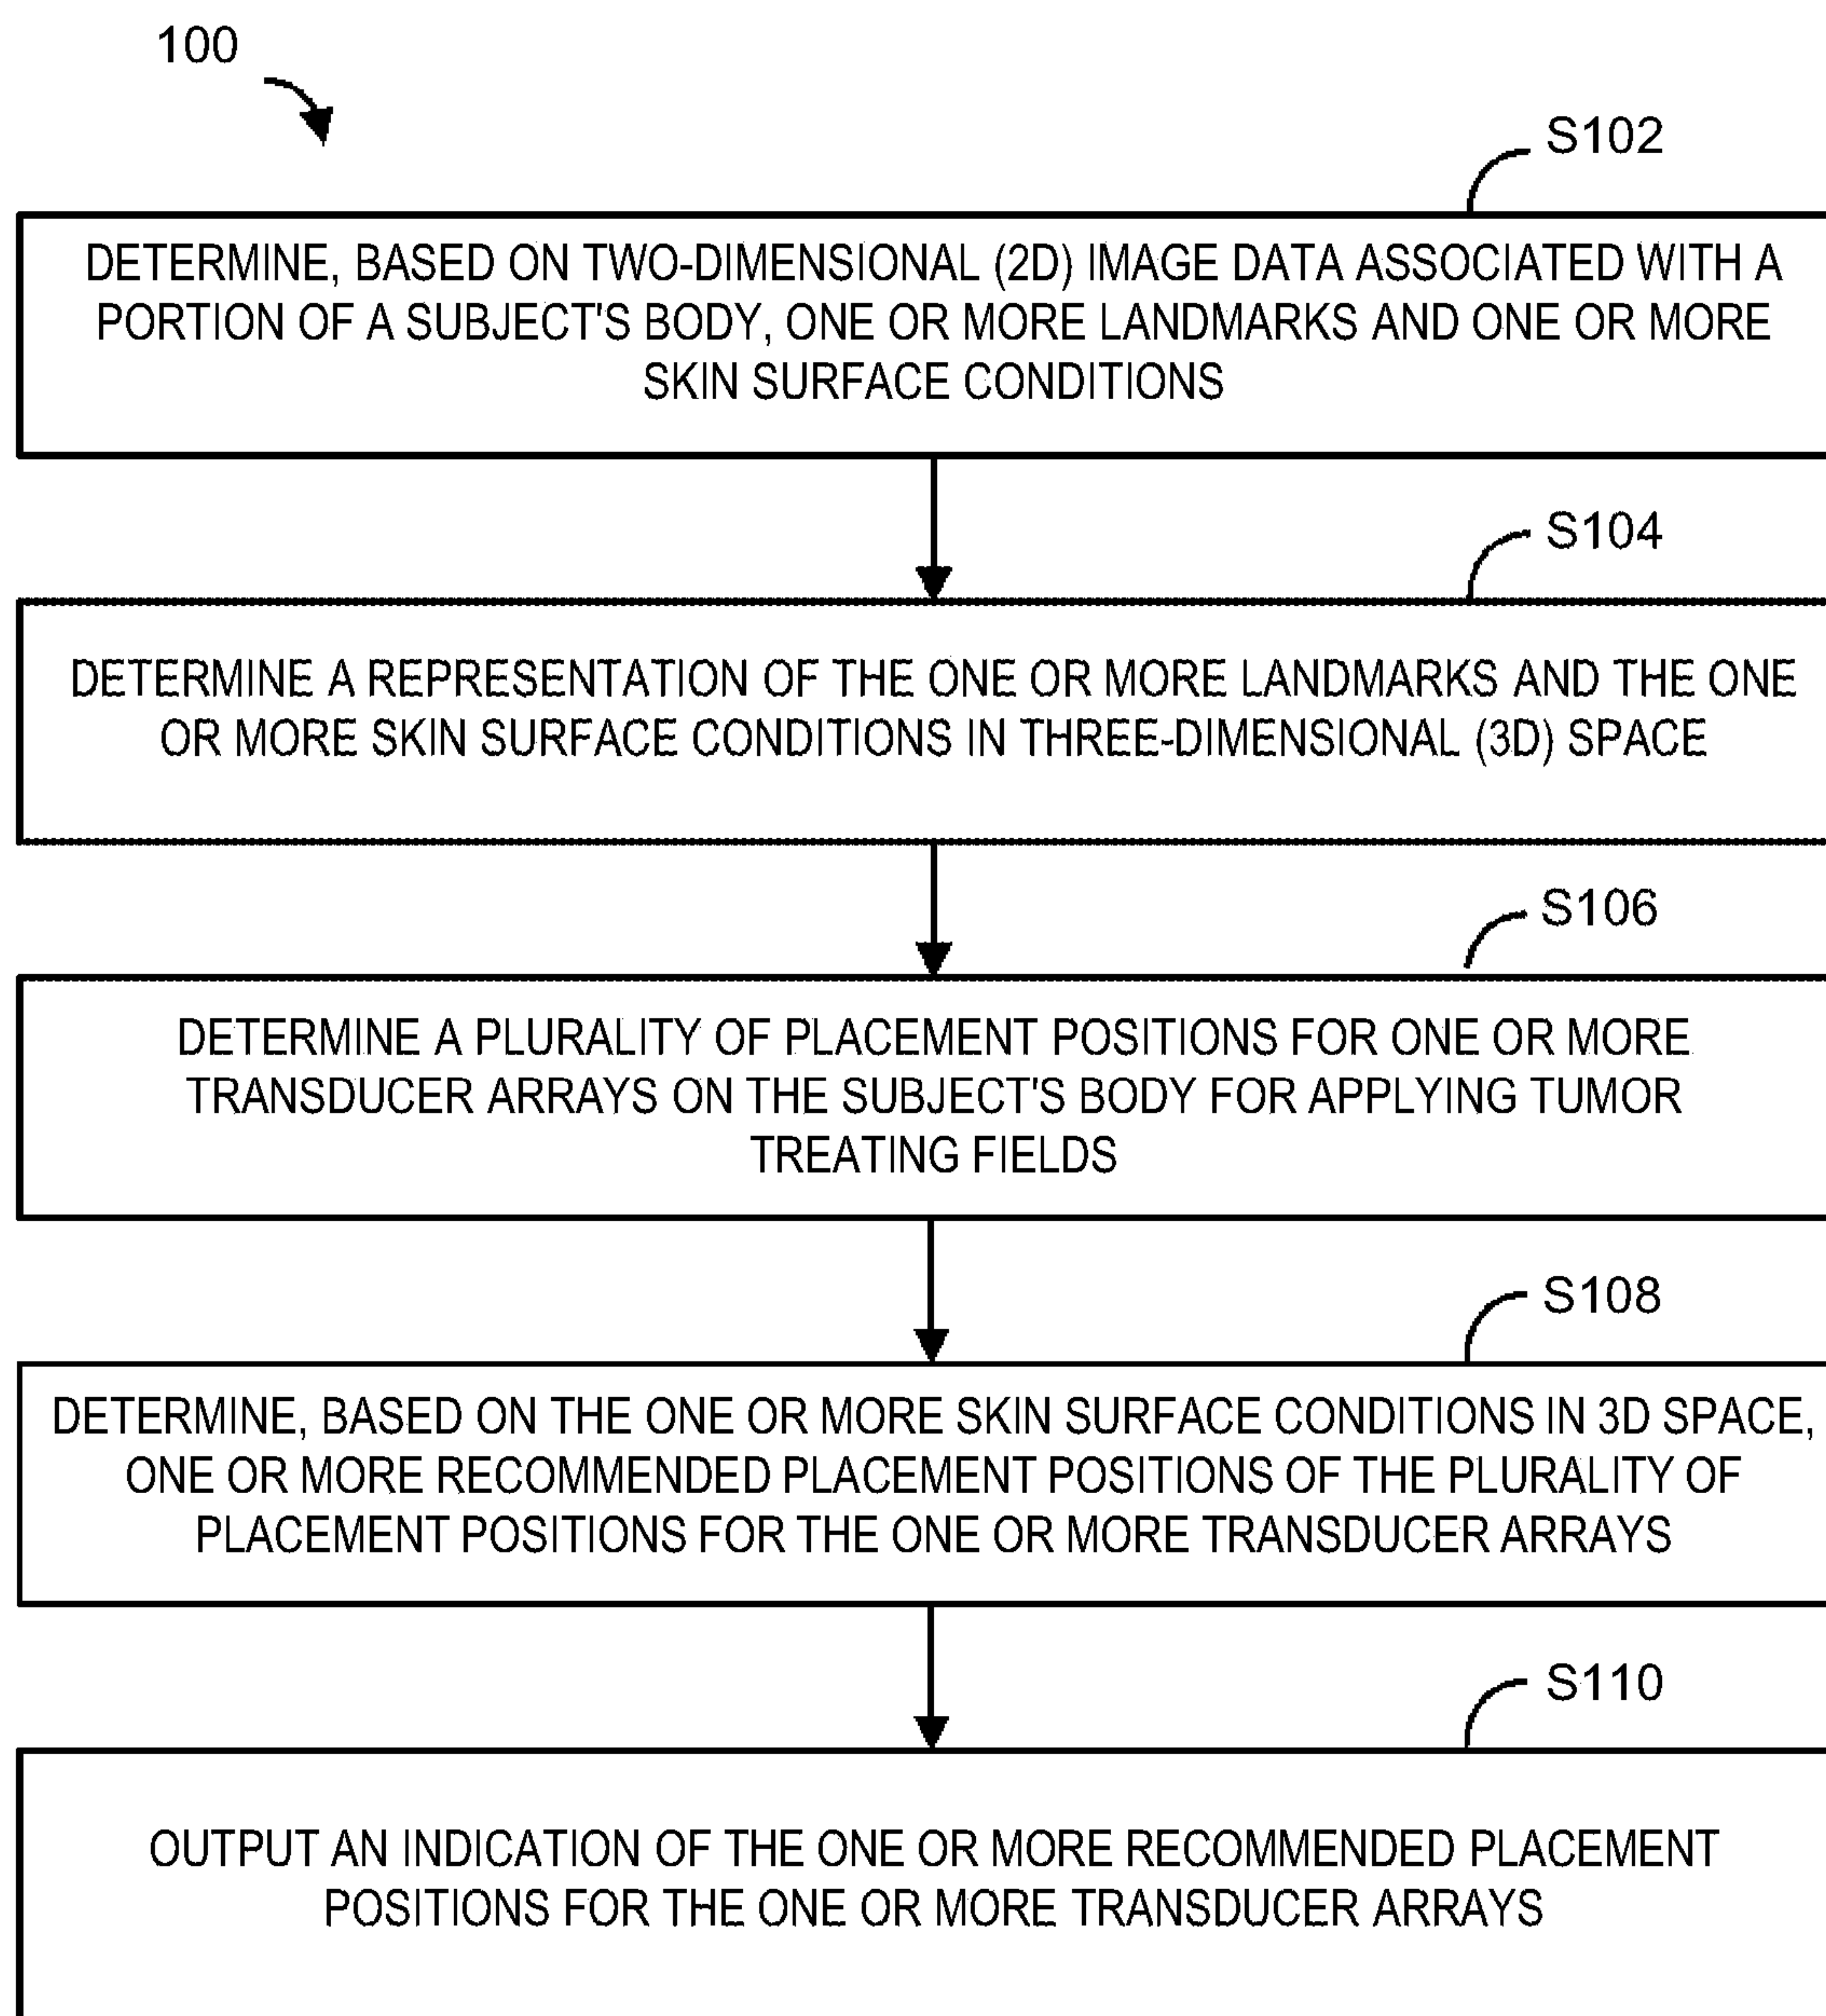 100
S102
DETERMINE, BASED ON TWO-DIMENSIONAL (2D) IMAGE DATA ASSOCIATED WITH A
PORTION OF A SUBJECT'S BODY, ONE OR MORE LANDMARKS AND ONE OR MORE
SKIN SURFACE CONDITIONS
S104
DETERMINE A REPRESENTATION OF THE ONE OR MORE LANDMARKS AND THE ONE
OR MORE SKIN SURFACE CONDITIONS IN THREE-DIMENSIONAL (3D) SPACE
S106
DETERMINE A PLURALITY OF PLACEMENT POSITIONS FOR ONE OR MORE
TRANSDUCER ARRAYS ON THE SUBJECT'S BODY FOR APPLYING TUMOR
TREATING FIELDS
S108
DETERMINE, BASED ON THE ONE OR MORE SKIN SURFACE CONDITIONS IN 3D SPACE,
ONE OR MORE RECOMMENDED PLACEMENT POSITIONS OF THE PLURALITY OF
PLACEMENT POSITIONS FOR THE ONE OR MORE TRANSDUCER ARRAYS
S110
OUTPUT AN INDICATION OF THE ONE OR MORE RECOMMENDED PLACEMENT
POSITIONS FOR THE ONE OR MORE TRANSDUCER ARRAYS